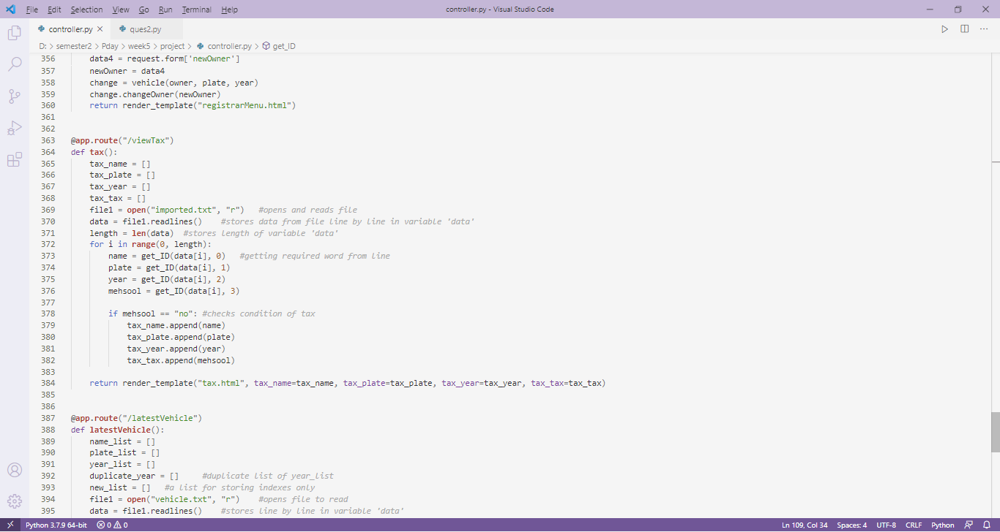 File Edit Selection View Go Run Terminal Help controller.py - Visual Studio Code
controller.py ques2.py
D: > semester2 > Pday > week5 > project > controller.py > get_ID
356 data4 = request.form['newOwner']
357 newOwner = data4
358 change = vehicle(owner, plate, year)
359 change.changeOwner(newOwner)
360 return render_template("registrarMenu.html")
361
362
363 @app.route("/viewTax")
364 def tax():
365 tax_name = []
366 tax_plate = []
367 tax_year = []
368 tax_tax = []
369 file1 = open("imported.txt", "r") #opens and reads file
370 data = file1.readlines() #stores data from file line by line in variable 'data'
371 length = len(data) #stores length of variable 'data'
372 for i in range(0, length):
373 name = get_ID(data[i], 0) #getting required word from line
374 plate = get_ID(data[i], 1)
375 year = get_ID(data[i], 2)
376 mehsool = get_ID(data[i], 3)
377
378 if mehsool == "no": #checks condition of tax
379 tax_name.append(name)
380 tax_plate.append(plate)
381 tax_year.append(year)
382 tax_tax.append(mehsool)
383
384 return render_template("tax.html", tax_name=tax_name, tax_plate=tax_plate, tax_year=tax_year, tax_tax=tax_tax)
385
386
387 @app.route("/latestVehicle")
388 def latestVehicle():
389 name_list = []
390 plate_list = []
391 year_list = []
392 duplicate_year = [] #duplicate list of year_list
393 new_list = [] #a list for storing indexes only
394 file1 = open("vehicle.txt", "r") #opens file to read
395 data = file1.readlines() #stores line by line in variable 'data'
Python 3.7.9 64-bit 0 0 Ln 109, Col 34 Spaces: 4 UTF-8 CRLF Python